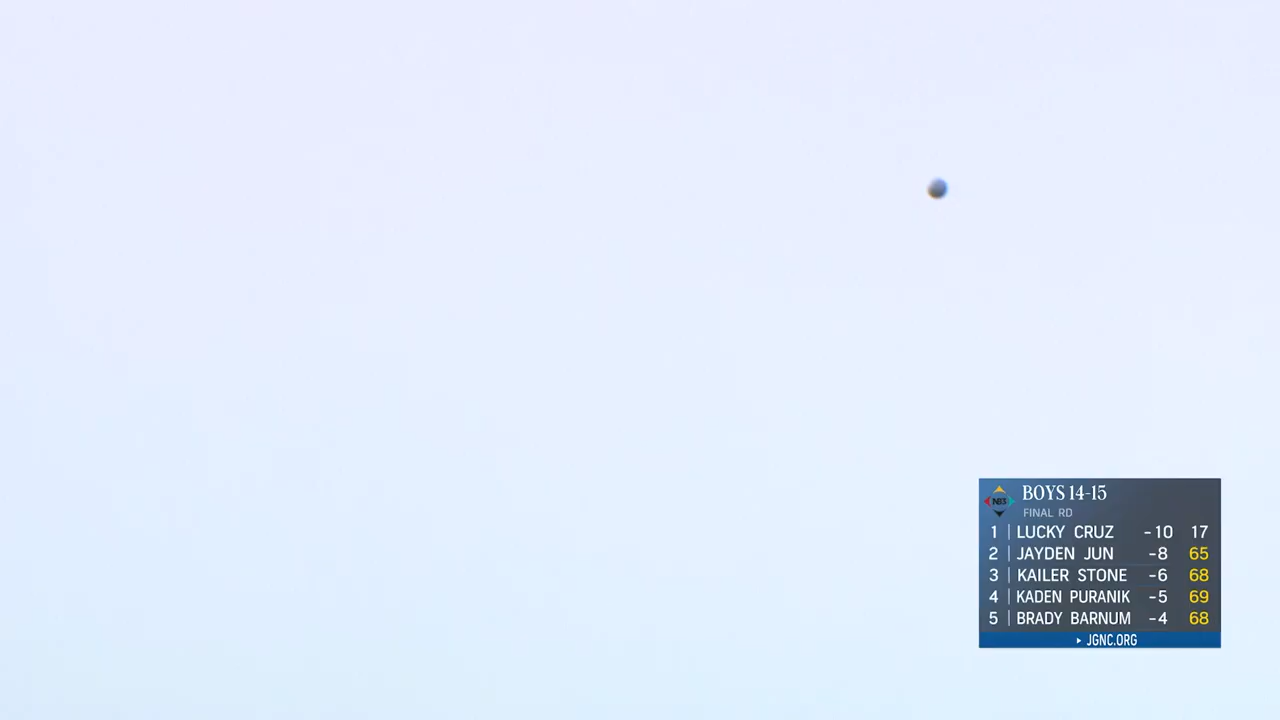 NB3
BOYS 14-15
FINAL RD
1 LUCKY CRUZ -10 17
2 JAYDEN JUN -8 65
3 KAILER STONE -6 68
4 KADEN PURANIK -5 69
5 BRADY BARNUM -4 68
JGNC.ORG